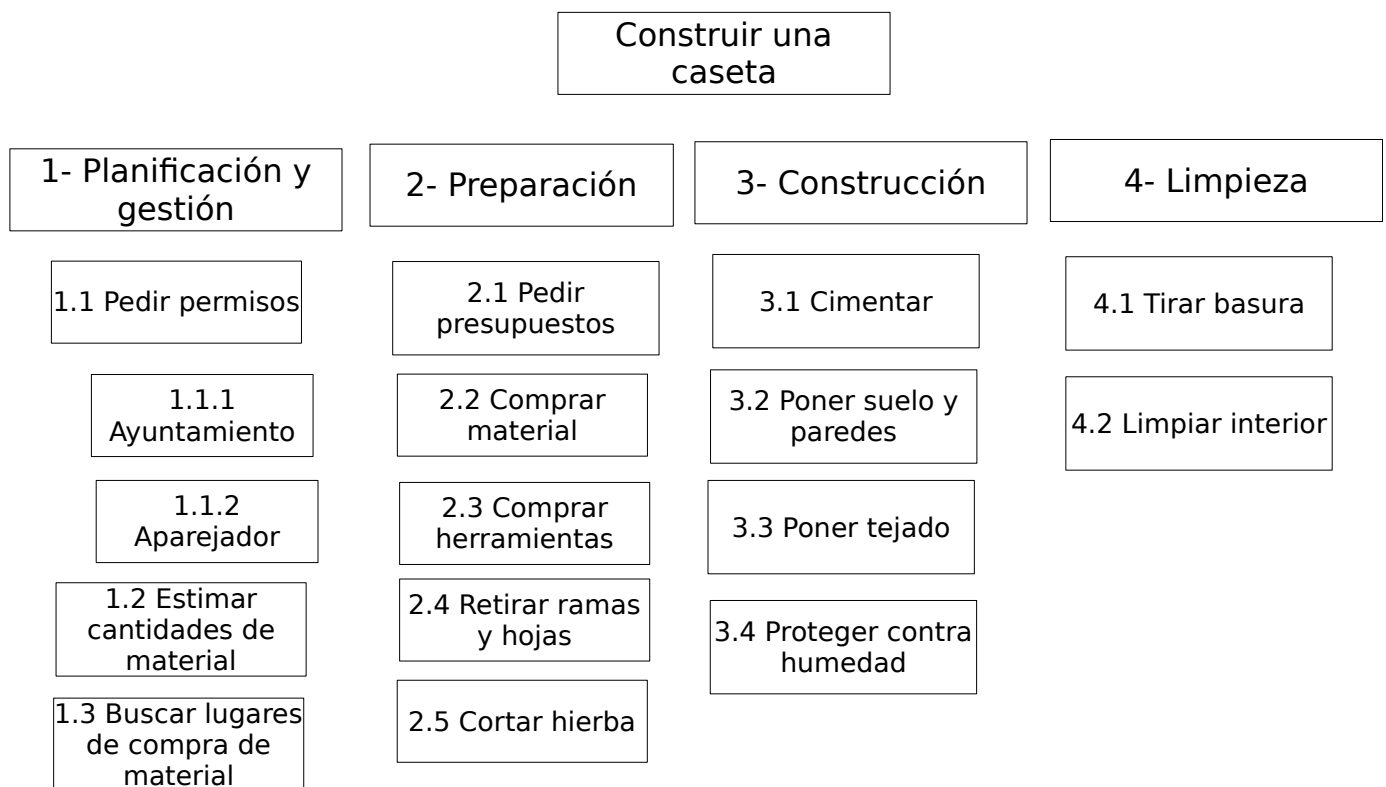 Construir una
caseta
1- Planificación y
gestión
2- Preparación
3- Construcción
4- Limpieza
1.1 Pedir permisos
1.1.1
Ayuntamiento
1.1.2
Aparejador
1.2 Estimar
cantidades de
material
1.3 Buscar lugares
de compra de
material
2.1 Pedir
presupuestos
2.2 Comprar
material
2.3 Comprar
herramientas
2.4 Retirar ramas
y hojas
2.5 Cortar hierba
3.1 Cimentar
3.2 Poner suelo y
paredes
3.3 Poner tejado
3.4 Proteger contra
humedad
4.1 Tirar basura
4.2 Limpiar interior